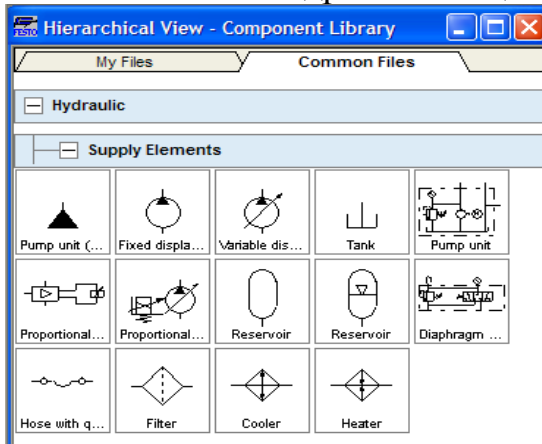 FESTO
Hierarchical View - Component Library
My Files Common Files
Hydraulic
Supply Elements
Pump unit (... Fixed displa... Variable dis... Tank Pump unit
Proportional... Proportional... Reservoir Reservoir Diaphragm ...
Hose with q... Filter Cooler Heater